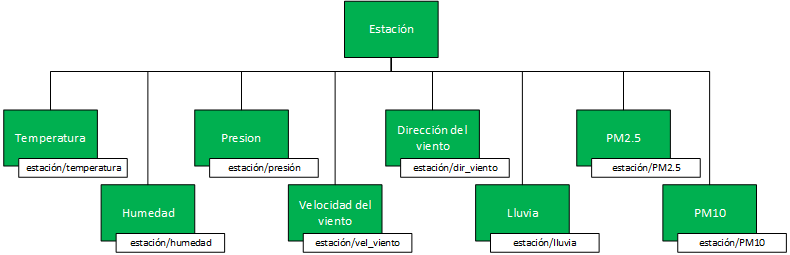 Estación
Temperatura
estación/temperatura
Presion
estación/presión
Dirección del
viento
estación/dir_viento
PM2.5
estación/PM2.5
Humedad
estación/humedad
Velocidad del
viento
estación/vel_viento
Lluvia
estación/lluvia
PM10
estación/PM10